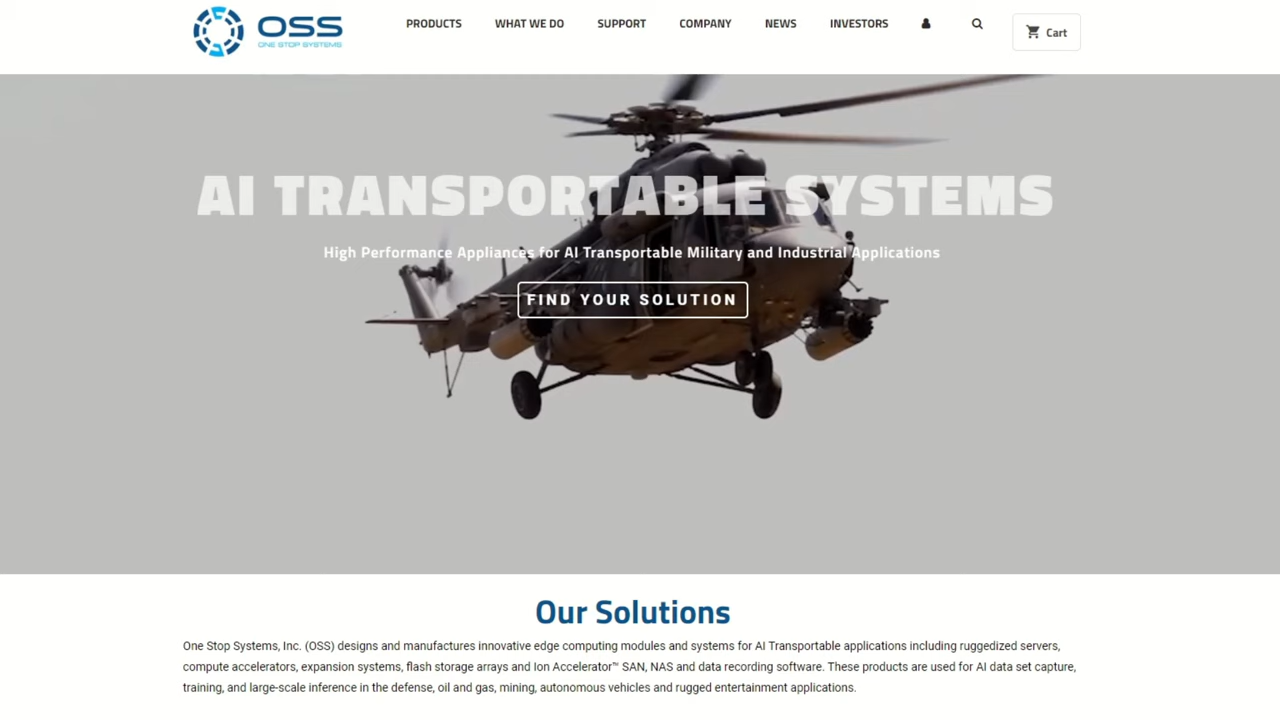 OSS
ONE STOP SYSTEMS
PRODUCTS
WHAT WE DO
SUPPORT
COMPANY
NEWS
INVESTORS
Cart
AI TRANSPORTABLE SYSTEMS
High Performance Appliances for AI Transportable Military and Industrial Applications
FIND YOUR SOLUTION
Our Solutions
One Stop Systems, Inc. (OSS) designs and manufactures innovative edge computing modules and systems for AI Transportable applications including ruggedized servers,
compute accelerators, expansion systems, flash storage arrays and Ion Accelerator™ SAN, NAS and data recording software. These products are used for AI data set capture,
training, and large-scale inference in the defense, oil and gas, mining, autonomous vehicles and rugged entertainment applications.